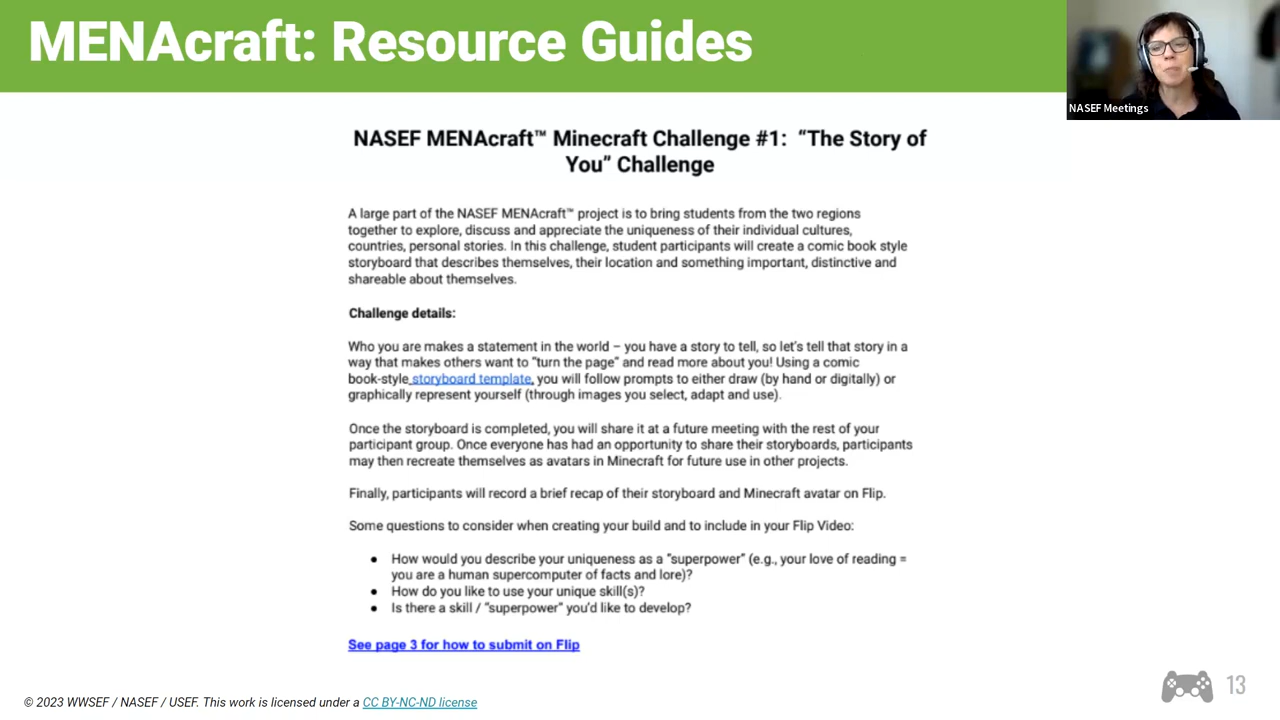 MENAcraft: Resource Guides
NASEF Meetings
NASEF MENAcraft™ Minecraft Challenge #1: “The Story of
You” Challenge
A large part of the NASEF MENAcraft™ project is to bring students from the two regions
together to explore, discuss and appreciate the uniqueness of their individual cultures,
countries, personal stories. In this challenge, student participants will create a comic book style
storyboard that describes themselves, their location and something important, distinctive and
shareable about themselves.
Challenge details:
Who you are makes a statement in the world – you have a story to tell, so let’s tell that story in a
way that makes others want to “turn the page” and read more about you! Using a comic
book-style storyboard template, you will follow prompts to either draw (by hand or digitally) or
graphically represent yourself (through images you select, adapt and use).
Once the storyboard is completed, you will share it at a future meeting with the rest of your
participant group. Once everyone has had an opportunity to share their storyboards, participants
may then recreate themselves as avatars in Minecraft for future use in other projects.
Finally, participants will record a brief recap of their storyboard and Minecraft avatar on Flip.
Some questions to consider when creating your build and to include in your Flip Video:
● How would you describe your uniqueness as a “superpower” (e.g., your love of reading =
you are a human supercomputer of facts and lore)?
● How do you like to use your unique skill(s)?
● Is there a skill / “superpower” you’d like to develop?
See page 3 for how to submit on Flip
© 2023 WWSEF / NASEF / USEF. This work is licensed under a CC BY-NC-ND license
13